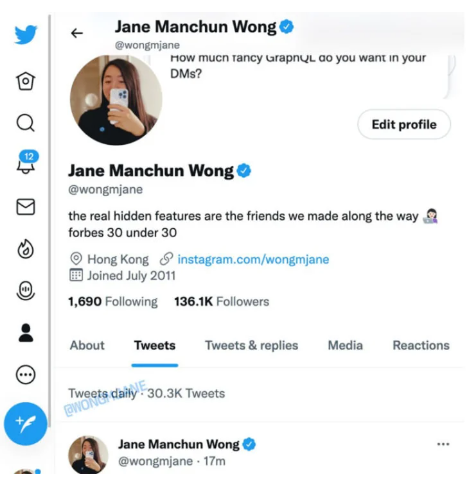 Jane Manchun Wong
@wongmjane
How much fancy GraphQL do you want in your
DMs?
Edit profile
12
Jane Manchun Wong
@wongmjane
the real hidden features are the friends we made along the way
forbes 30 under 30
Hong Kong instagram.com/wongmjane
Joined July 2011
1,690 Following 136.1K Followers
About Tweets Tweets & replies Media Reactions
Tweets daily · 30.3K Tweets
@WONGMJANE
Jane Manchun Wong
@wongmjane · 17m